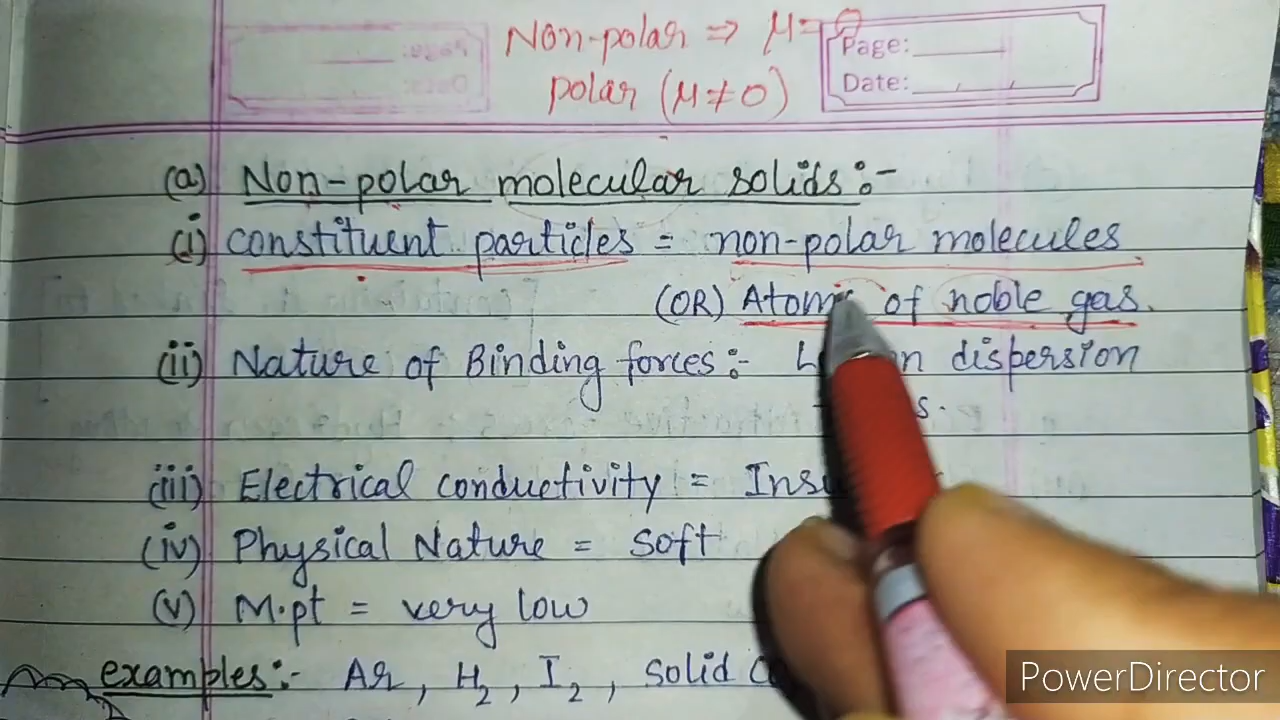 Non-polar ⇒ μ=0
Page:
polar (μ≠0)
Date:
(a) Non-polar molecular solids:-
(i) constituent particles = non-polar molecules
(OR) Atoms of noble gas.
(ii) Nature of Binding forces:- dispersion
(iii) Electrical conductivity =
(iv) Physical Nature = soft
(v) M.pt = very low
examples:- Ar, H2, I2, solid
PowerDirector